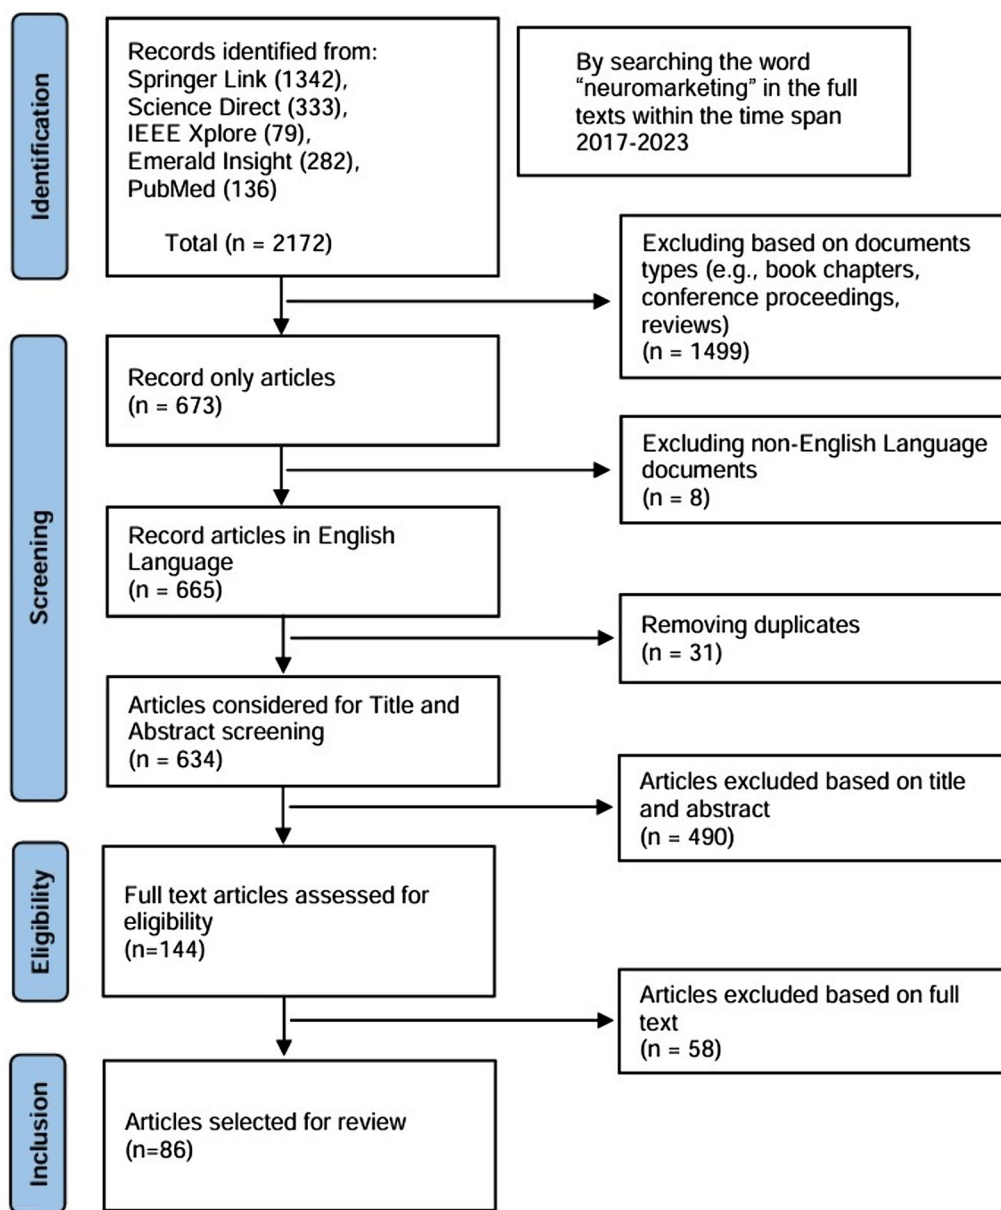 Identification
Records identified from:
Springer Link (1342),
Science Direct (333),
IEEE Xplore (79),
Emerald Insight (282),
PubMed (136)
Total (n = 2172)
By searching the word
“neuromarketing” in the full
texts within the time span
2017-2023
Excluding based on documents
types (e.g., book chapters,
conference proceedings,
reviews)
(n = 1499)
Screening
Record only articles
(n = 673)
Excluding non-English Language
documents
(n = 8)
Record articles in English
Language
(n = 665)
Removing duplicates
(n = 31)
Articles considered for Title and
Abstract screening
(n = 634)
Articles excluded based on title
and abstract
(n = 490)
Eligibility
Full text articles assessed for
eligibility
(n=144)
Articles excluded based on full
text
(n = 58)
Inclusion
Articles selected for review
(n=86)